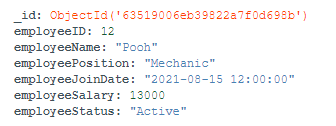 _id: ObjectId('63519006eb39822a7f0d698b')
employeeID: 12
employeeName: "Pooh"
employeePosition: "Mechanic"
employeeJoinDate: "2021-08-15 12:00:00"
employeeSalary: 13000
employeeStatus: "Active"